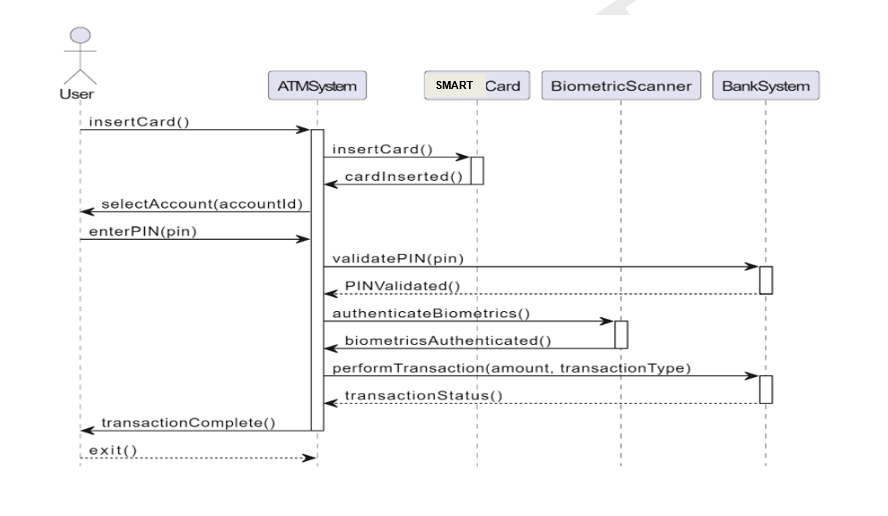 User
ATMSystem
SMART Card
BiometricScanner
BankSystem
insertCard()
insertCard()
cardInserted()
selectAccount(accountId)
enterPIN(pin)
validatePIN(pin)
PINValidated()
authenticateBiometrics()
biometricsAuthenticated()
performTransaction(amount, transactionType)
transactionStatus()
transactionComplete()
exit()